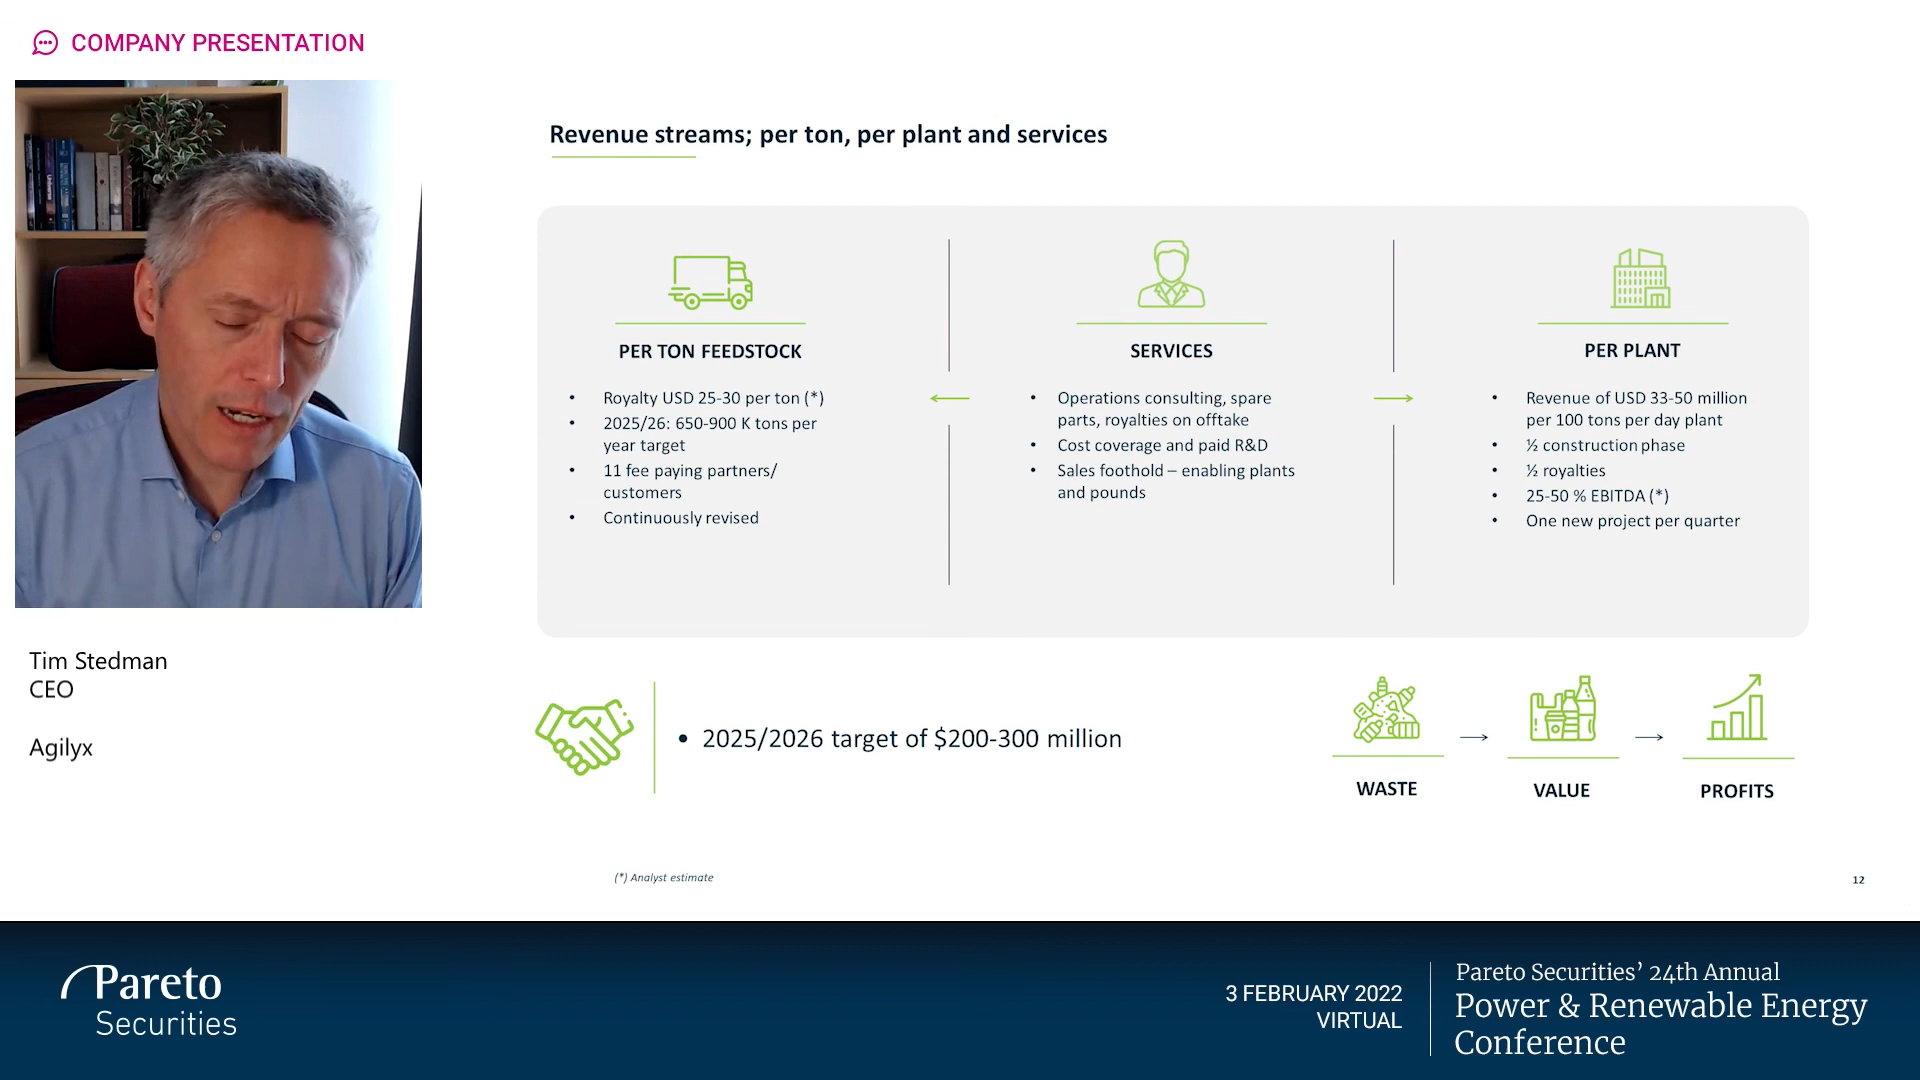 COMPANY PRESENTATION
Tim Stedman
CEO
Agilyx
Revenue streams; per ton, per plant and services
PER TON FEEDSTOCK
• Royalty USD 25-30 per ton (*)
• 2025/26: 650-900 K tons per
year target
• 11 fee paying partners/
customers
• Continuously revised
SERVICES
• Operations consulting, spare
parts, royalties on offtake
• Cost coverage and paid R&D
• Sales foothold – enabling plants
and pounds
PER PLANT
• Revenue of USD 33-50 million
per 100 tons per day plant
• ½ construction phase
• ½ royalties
• 25-50 % EBITDA (*)
• One new project per quarter
• 2025/2026 target of $200-300 million
WASTE
VALUE
PROFITS
(*) Analyst estimate
12
Pareto
Securities
3 FEBRUARY 2022
VIRTUAL
Pareto Securities’ 24th Annual
Power & Renewable Energy
Conference